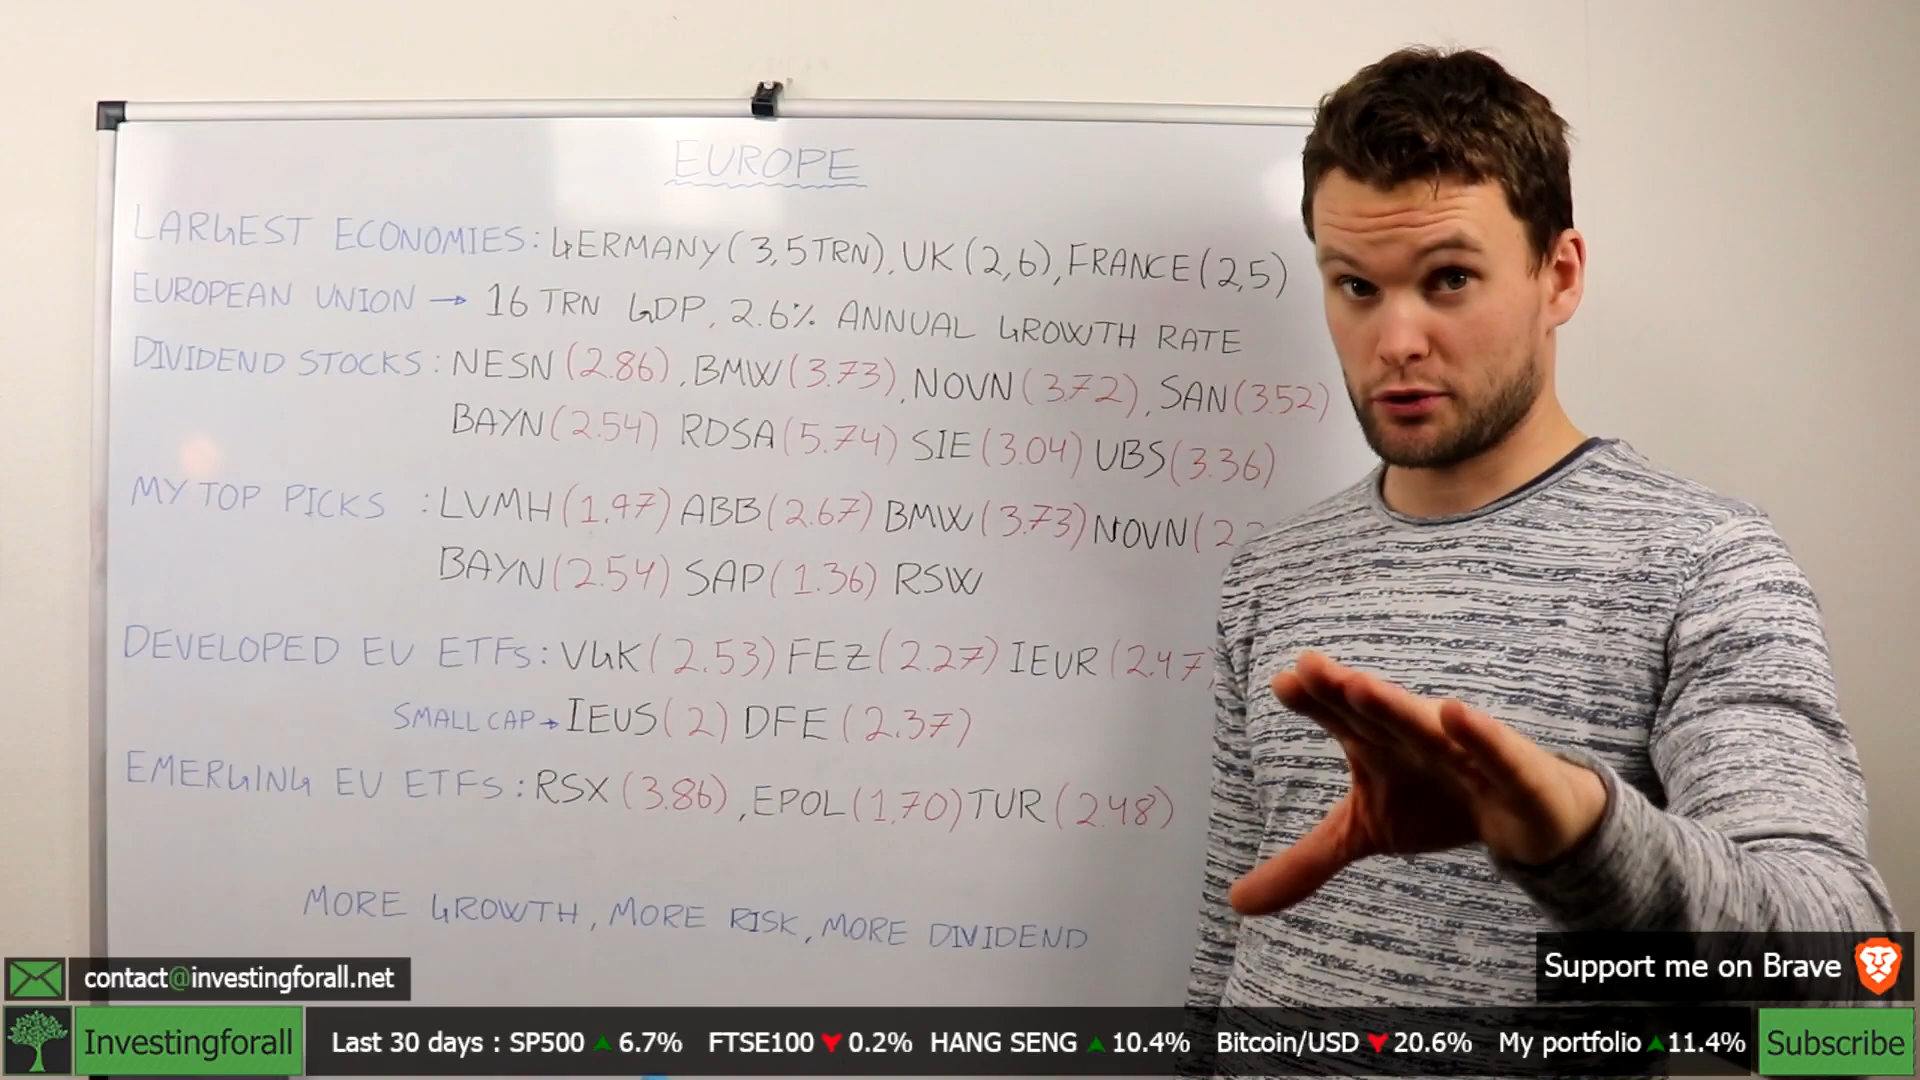 EUROPE
LARGEST ECONOMIES: GERMANY (3,5TRN), UK (2,6), FRANCE (2,5)
EUROPEAN UNION → 16 TRN GDP, 2.6% ANNUAL GROWTH RATE
DIVIDEND STOCKS: NESN (2.86), BMW (3.73), NOVN (3.72), SAN (3.52)
BAYN (2.54) RDSA (5.74) SIE (3.04) UBS (3.36)
MY TOP PICKS : LVMH (1,97) ABB (2.67) BMW (3.73) NOVN (
BAYN (2.54) SAP (1.36) RSW
DEVELOPED EU ETFs: VGK (2.53) FEZ (2.27) IEUR (2.47)
SMALL CAP → IEUS (2) DFE (2.37)
EMERGING EU ETFS: RSX (3.86), EPOL (1,70) TUR (2.48)
MORE GROWTH, MORE RISK, MORE DIVIDEND
contact@investingforall.net
Support me on Brave
Investingforall
Last 30 days : SP500 ▲ 6.7% FTSE100 ▼ 0.2% HANG SENG ▲ 10.4% Bitcoin/USD ▼ 20.6% My portfolio ▲ 11.4%
Subscribe